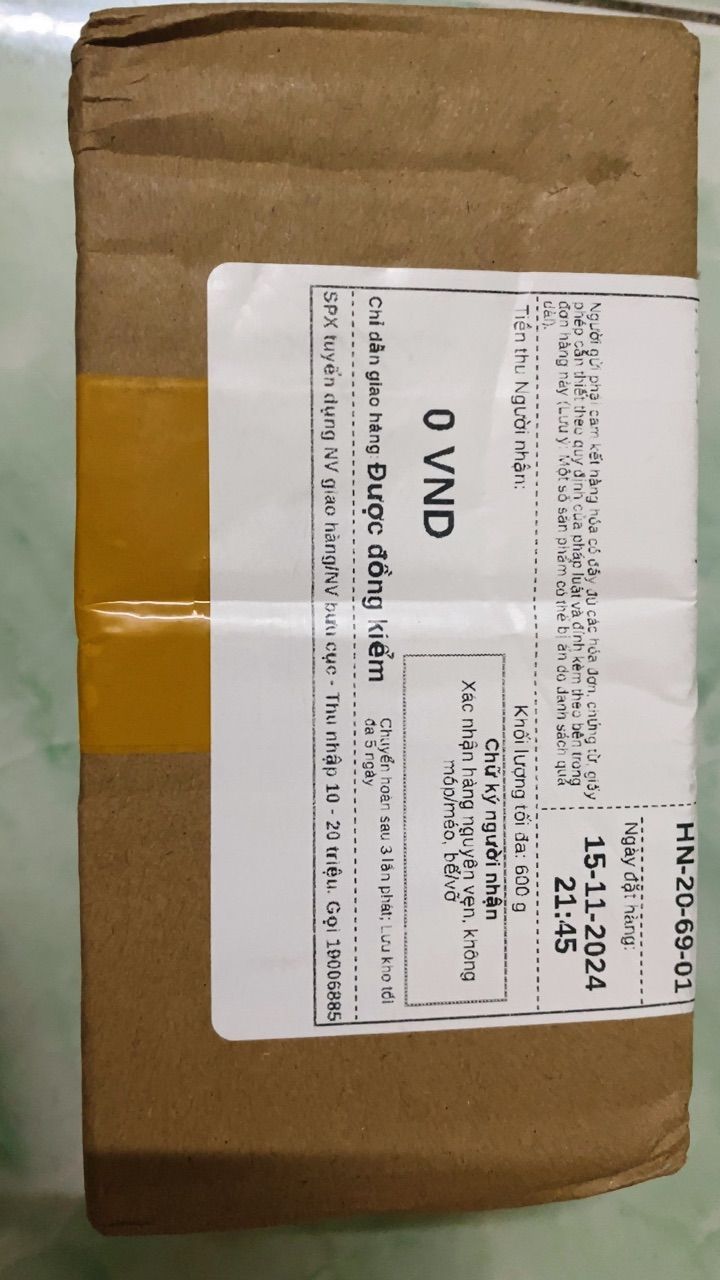 HN-20-69-01
Người gửi phải cam kết hàng hóa có đầy đủ các hóa đơn, chứng từ, giấy
phép cần thiết theo quy định của pháp luật và đính kèm theo bên trong
đơn hàng này (Lưu ý: Một số sản phẩm có thể bị ẩn do danh sách quá
dài).
Ngày đặt hàng:
15-11-2024
21:45
Tiền thu Người nhận:
0 VND
Khối lượng tối đa: 600 g
Chữ ký người nhận
Xác nhận hàng nguyên vẹn, không
móp/méo, bể/vỡ
Chỉ dẫn giao hàng: Được đồng kiểm
Chuyển hoàn sau 3 lần phát; Lưu kho tối
đa 5 ngày
SPX tuyển dụng NV giao hàng/NV bưu cục - Thu nhập 10 - 20 triệu. Gọi 19006885